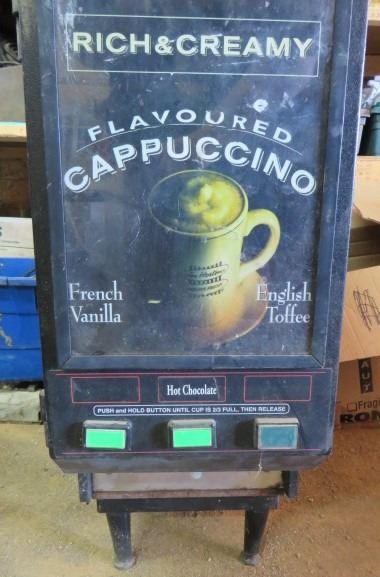 RICH & CREAMY
FLAVOURED
CAPPUCCINO
French
Vanilla
English
Toffee
Hot Chocolate
PUSH and HOLD BUTTON UNTIL CUP IS 2/3 FULL, THEN RELEASE